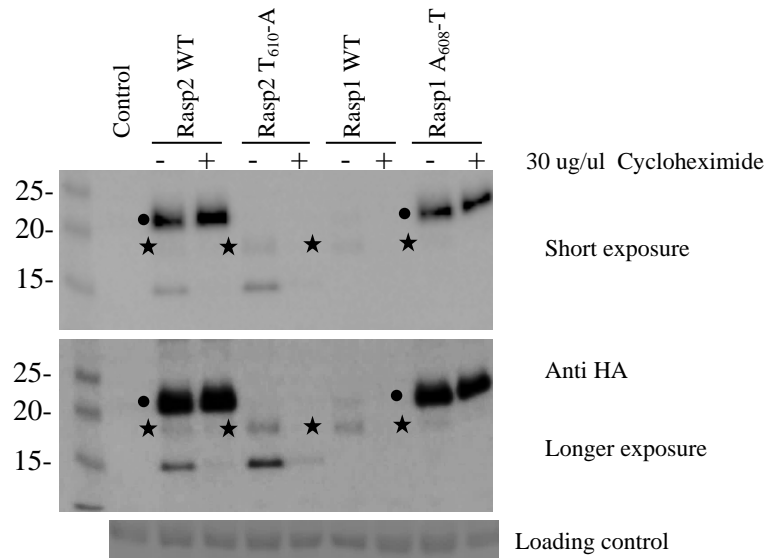 Control
Rasp2 WT
Rasp2 T610-A
Rasp1 WT
Rasp1 A608-T
- + - + - + - + 30 ug/ul Cycloheximide
25-
20-
15-
Short exposure
25-
20-
15-
Anti HA
Longer exposure
Loading control